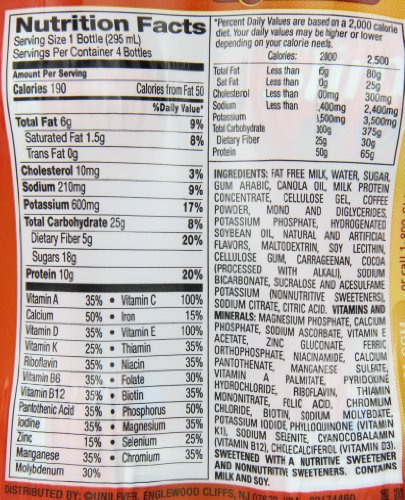 Nutrition Facts
Serving Size 1 Bottle (295 mL)
Servings Per Container 4 Bottles
Amount Per Serving
Calories 190 Calories from Fat 50
%Daily Value*
Total Fat 6g 9%
Saturated Fat 1.5g 8%
Trans Fat 0g
Cholesterol 10mg 3%
Sodium 210mg 9%
Potassium 600mg 17%
Total Carbohydrate 25g 8%
Dietary Fiber 5g 20%
Sugars 18g
Protein 10g 20%
Vitamin A 35% • Vitamin C 100%
Calcium 50% • Iron 15%
Vitamin D 35% • Vitamin E 100%
Vitamin K 25% • Thiamin 35%
Riboflavin 35% • Niacin 35%
Vitamin B6 35% • Folate 30%
Vitamin B12 35% • Biotin 35%
Pantothenic Acid 35% • Phosphorus 50%
Iodine 35% • Magnesium 35%
Zinc 15% • Selenium 25%
Manganese 35% • Chromium 35%
Molybdenum 30%
*Percent Daily Values are based on a 2,000 calorie
diet. Your daily values may be higher or lower
depending on your calorie needs.
Calories: 2000 2,500
Total Fat Less than 80g
Sat Fat Less than 25g
Cholesterol Less than 300mg
Sodium Less than 2,400mg
Potassium 3,500mg
Total Carbohydrate 375g
Dietary Fiber 25g 30g
Protein 50g 65g
INGREDIENTS: FAT FREE MILK, WATER, SUGAR,
GUM ARABIC, CANOLA OIL, MILK PROTEIN
CONCENTRATE, CELLULOSE GEL, COFFEE
POWDER, MONO AND DIGLYCERIDES,
POTASSIUM PHOSPHATE, HYDROGENATED
SOYBEAN OIL, NATURAL AND ARTIFICIAL
FLAVORS, MALTODEXTRIN, SOY LECITHIN,
CELLULOSE GUM, CARRAGEENAN, COCOA
(PROCESSED WITH ALKALI), SODIUM
BICARBONATE, SUCRALOSE AND ACESULFAME
POTASSIUM (NONNUTRITIVE SWEETENERS),
SODIUM CITRATE, CITRIC ACID. VITAMINS AND
MINERALS: MAGNESIUM PHOSPHATE, CALCIUM
PHOSPHATE, SODIUM ASCORBATE, VITAMIN E
ACETATE, ZINC GLUCONATE, FERRIC
ORTHOPHOSPHATE, NIACINAMIDE, CALCIUM
PANTOTHENATE, MANGANESE SULFATE,
VITAMIN A PALMITATE, PYRIDOXINE
HYDROCHLORIDE, RIBOFLAVIN, THIAMIN
MONONITRATE, FOLIC ACID, CHROMIUM
CHLORIDE, BIOTIN, SODIUM MOLYBDATE,
POTASSIUM IODIDE, PHYLLOQUINONE (VITAMIN
K), SODIUM SELENITE, CYANOCOBALAMIN
(VITAMIN B12), CHOLECALCIFEROL (VITAMIN D3).
SWEETENED WITH A NUTRITIVE SWEETENER
AND NONNUTRITIVE SWEETENERS. CONTAINS
MILK AND SOY.
DISTRIBUTED BY: ©UNILEVER, ENGLEWOOD CLIFFS, NJ
or call 1-800-
.COM